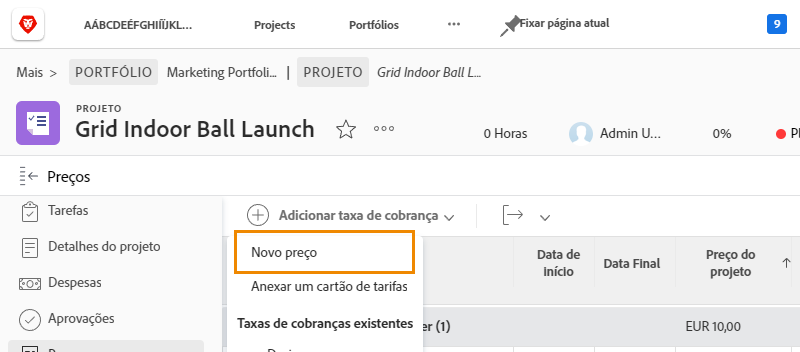 AÁBCDEÉFGHIÍÏJKL... Projects Portfólios ... Fixar página atual 9
Mais > PORTFÓLIO Marketing Portfoli... | PROJETO Grid Indoor Ball L...
PROJETO
Grid Indoor Ball Launch
0 Horas Admin U... 0%
Preços
Tarefas
Detalhes do projeto
Despesas
Aprovações
Adicionar taxa de cobrança
Novo preço
Anexar um cartão de tarifas
Taxas de cobranças existentes
Data de
início
Data Final
Preço do
projeto
er (1)
EUR 10,00